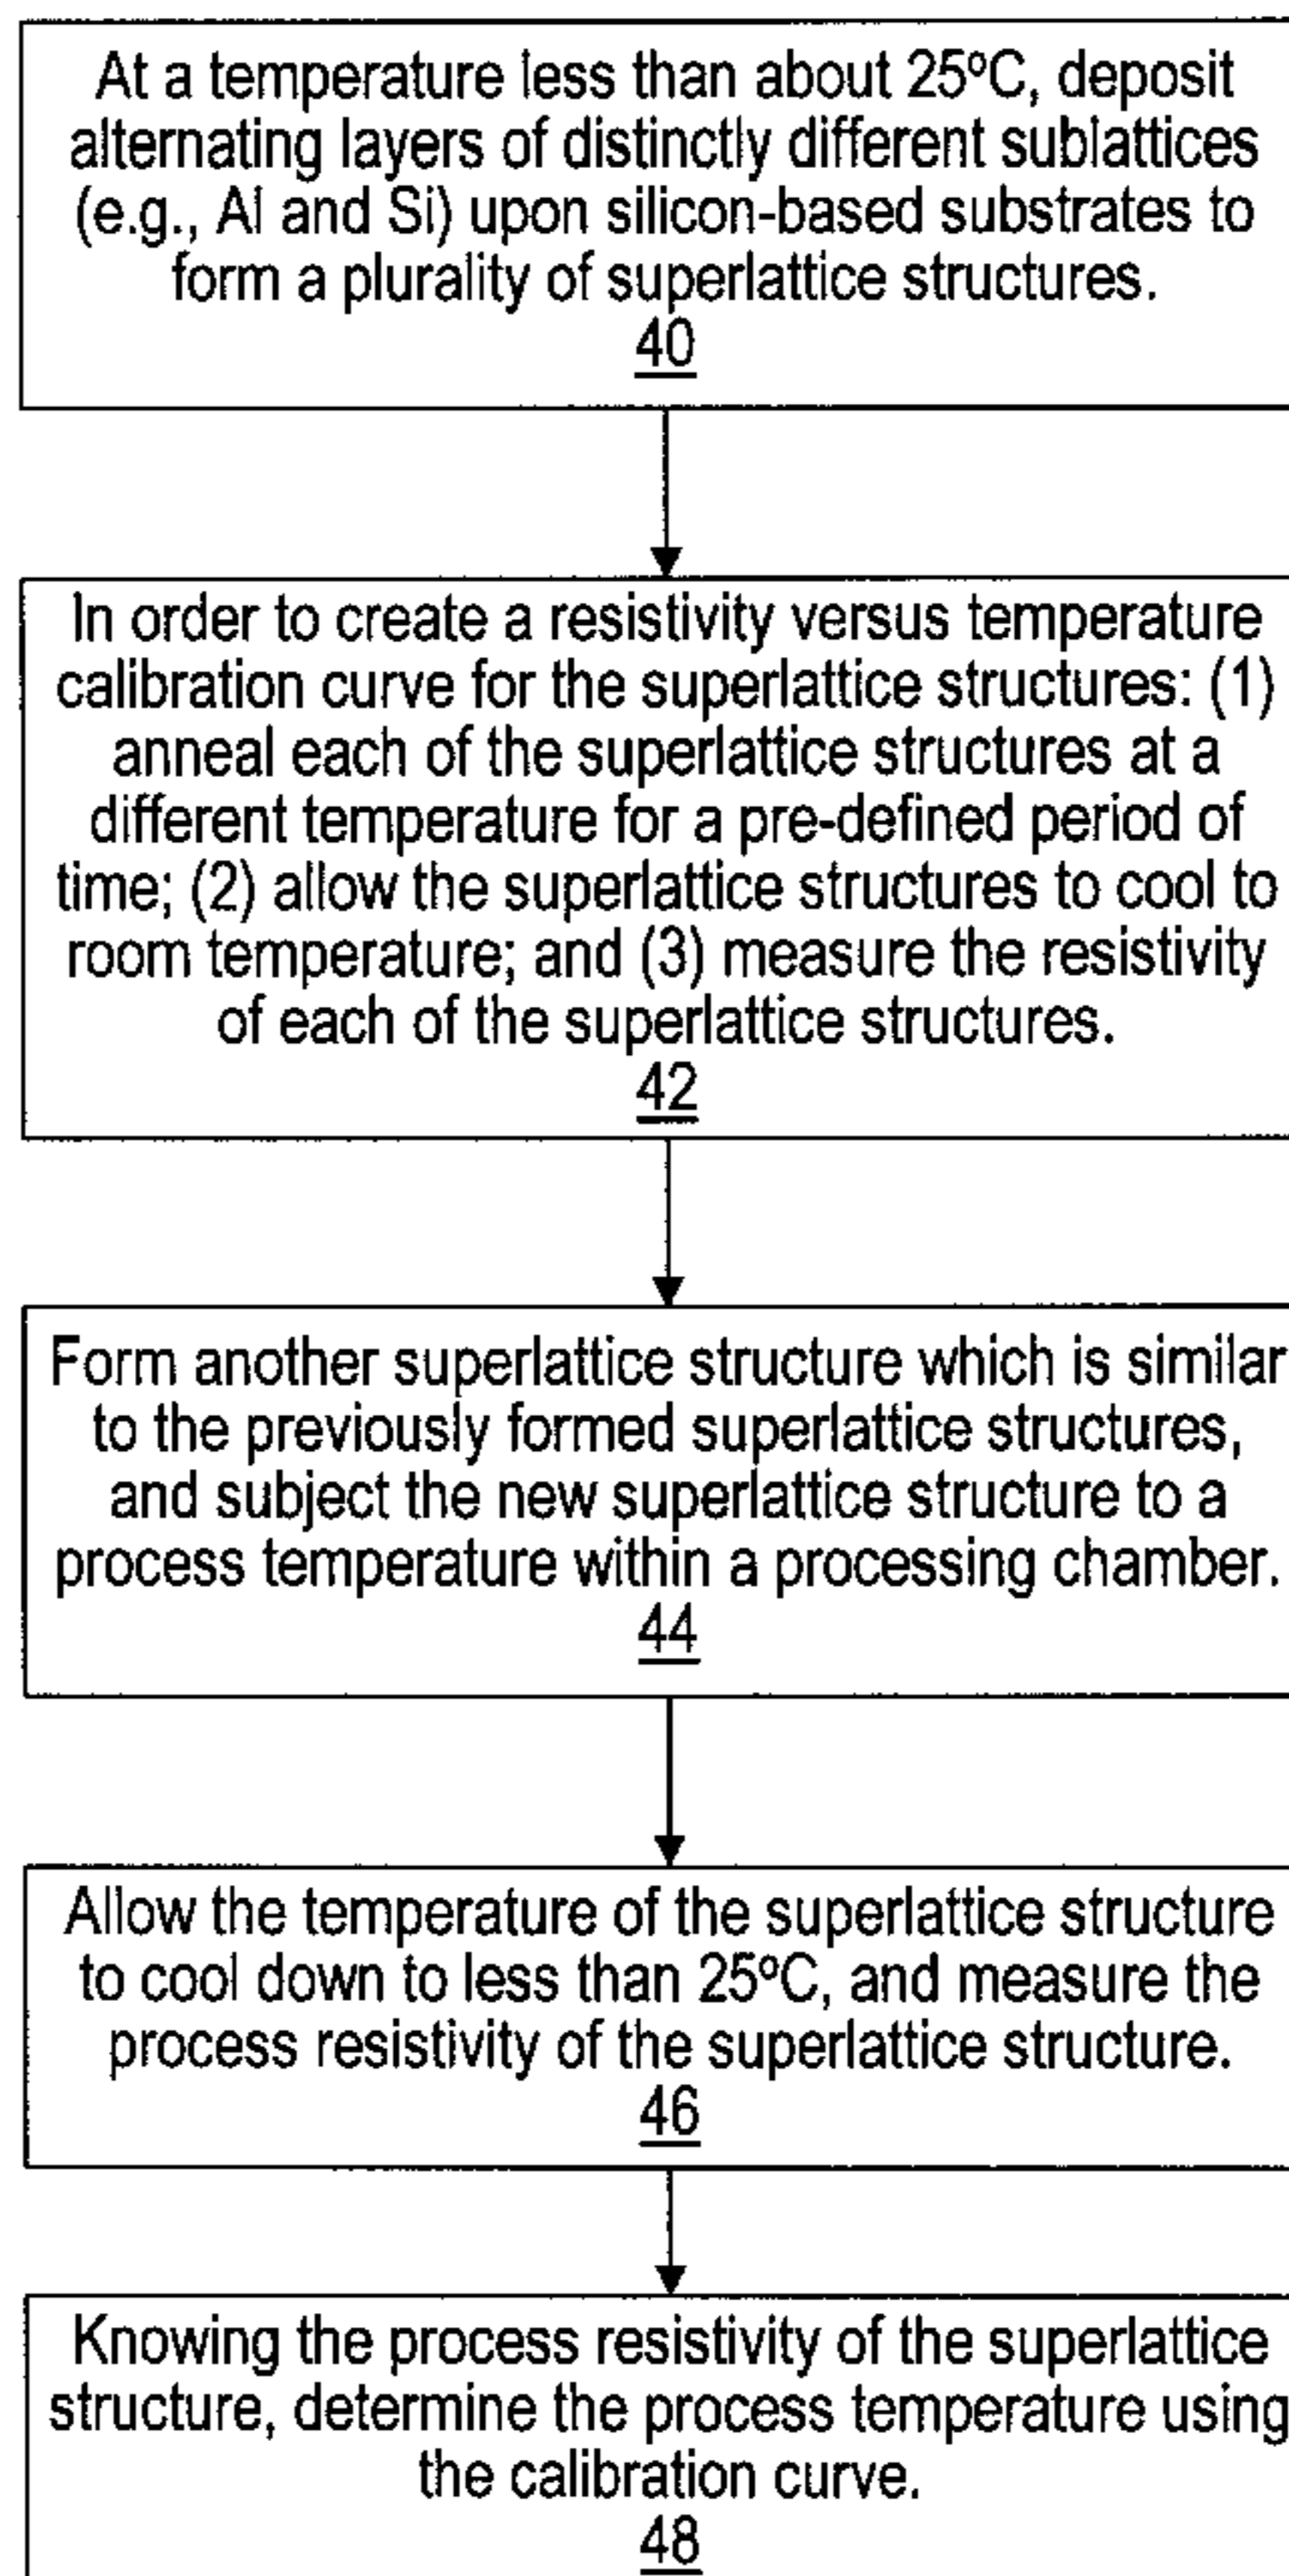 At a temperature less than about 25ºC, deposit
alternating layers of distinctly different sublattices
(e.g., Al and Si) upon silicon-based substrates to
form a plurality of superlattice structures.
40
In order to create a resistivity versus temperature
calibration curve for the superlattice structures: (1)
anneal each of the superlattice structures at a
different temperature for a pre-defined period of
time; (2) allow the superlattice structures to cool to
room temperature; and (3) measure the resistivity
of each of the superlattice structures.
42
Form another superlattice structure which is similar
to the previously formed superlattice structures,
and subject the new superlattice structure to a
process temperature within a processing chamber.
44
Allow the temperature of the superlattice structure
to cool down to less than 25ºC, and measure the
process resistivity of the superlattice structure.
46
Knowing the process resistivity of the superlattice
structure, determine the process temperature using
the calibration curve.
48